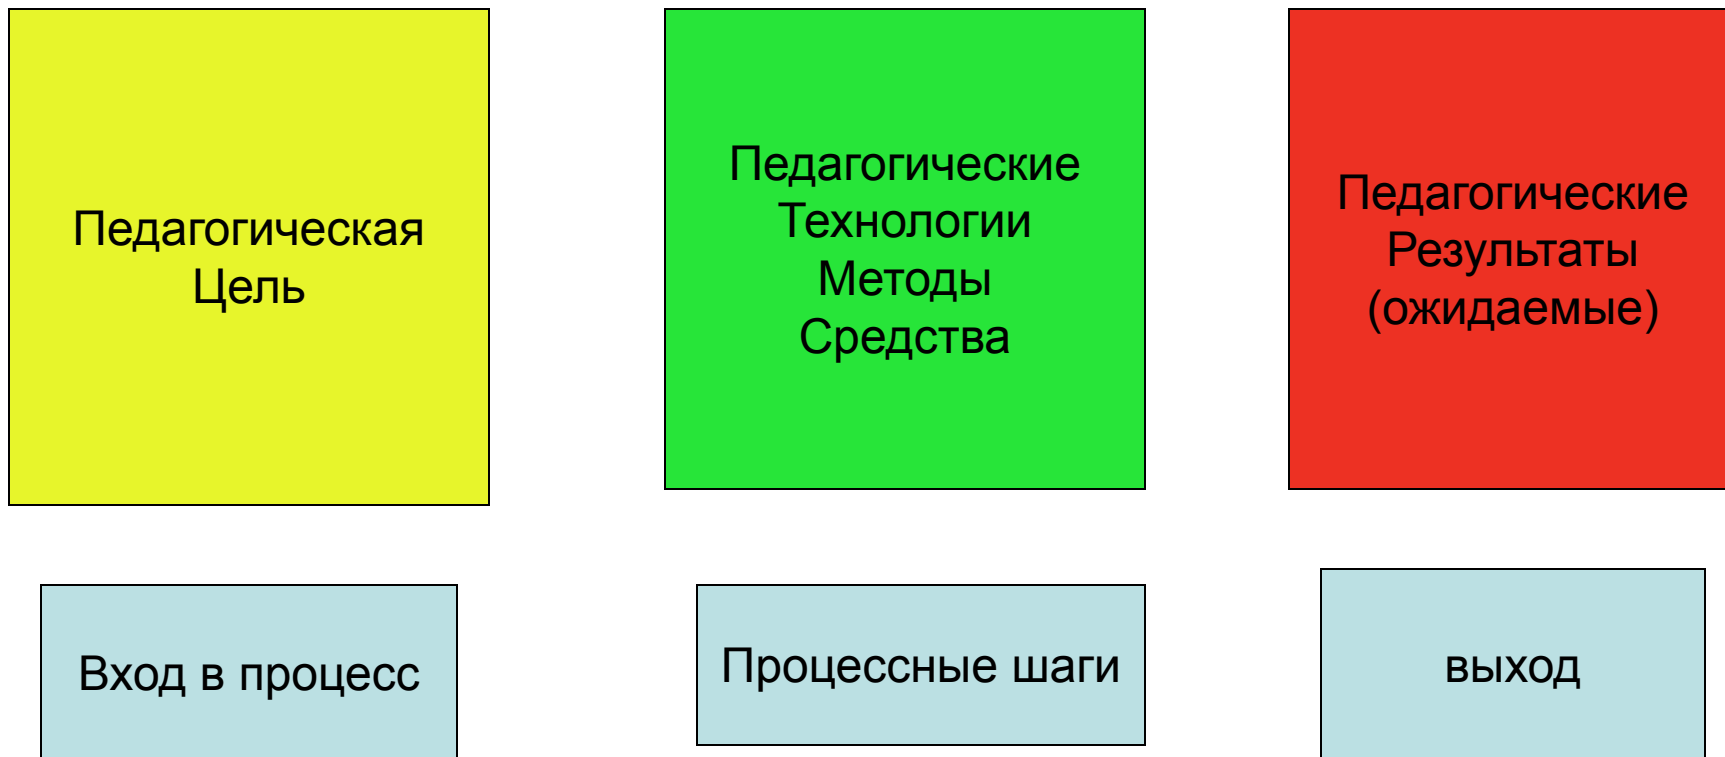 Педагогическая
Цель
Педагогические
Технологии
Методы
Средства
Педагогические
Результаты
(ожидаемые)
Вход в процесс
Процессные шаги
выход